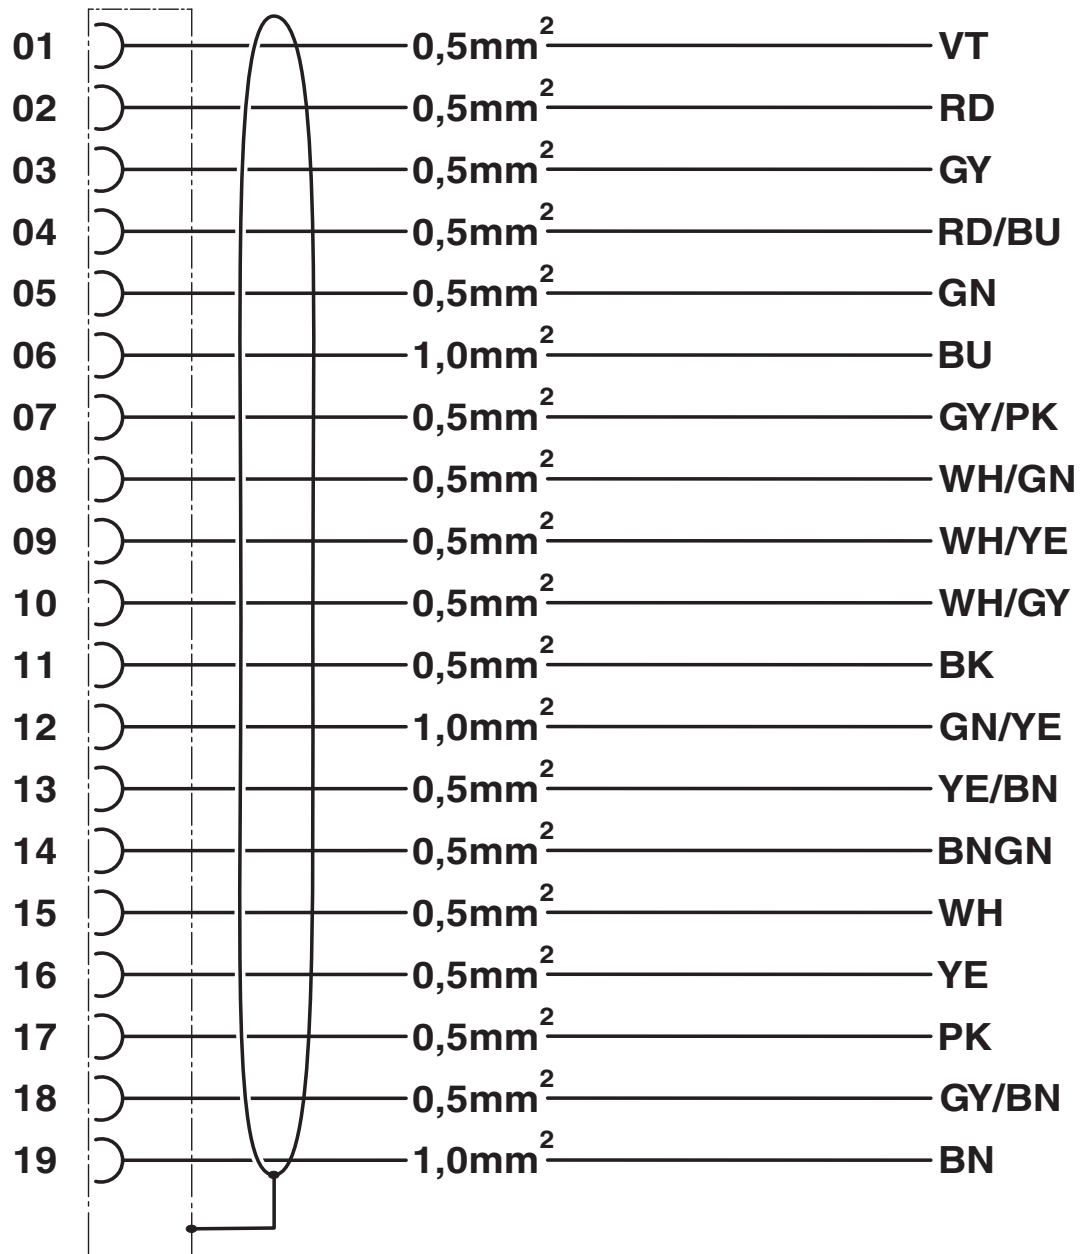 01 0,5mm² VT
02 0,5mm² RD
03 0,5mm² GY
04 0,5mm² RD/BU
05 0,5mm² GN
06 1,0mm² BU
07 0,5mm² GY/PK
08 0,5mm² WH/GN
09 0,5mm² WH/YE
10 0,5mm² WH/GY
11 0,5mm² BK
12 1,0mm² GN/YE
13 0,5mm² YE/BN
14 0,5mm² BNGN
15 0,5mm² WH
16 0,5mm² YE
17 0,5mm² PK
18 0,5mm² GY/BN
19 1,0mm² BN